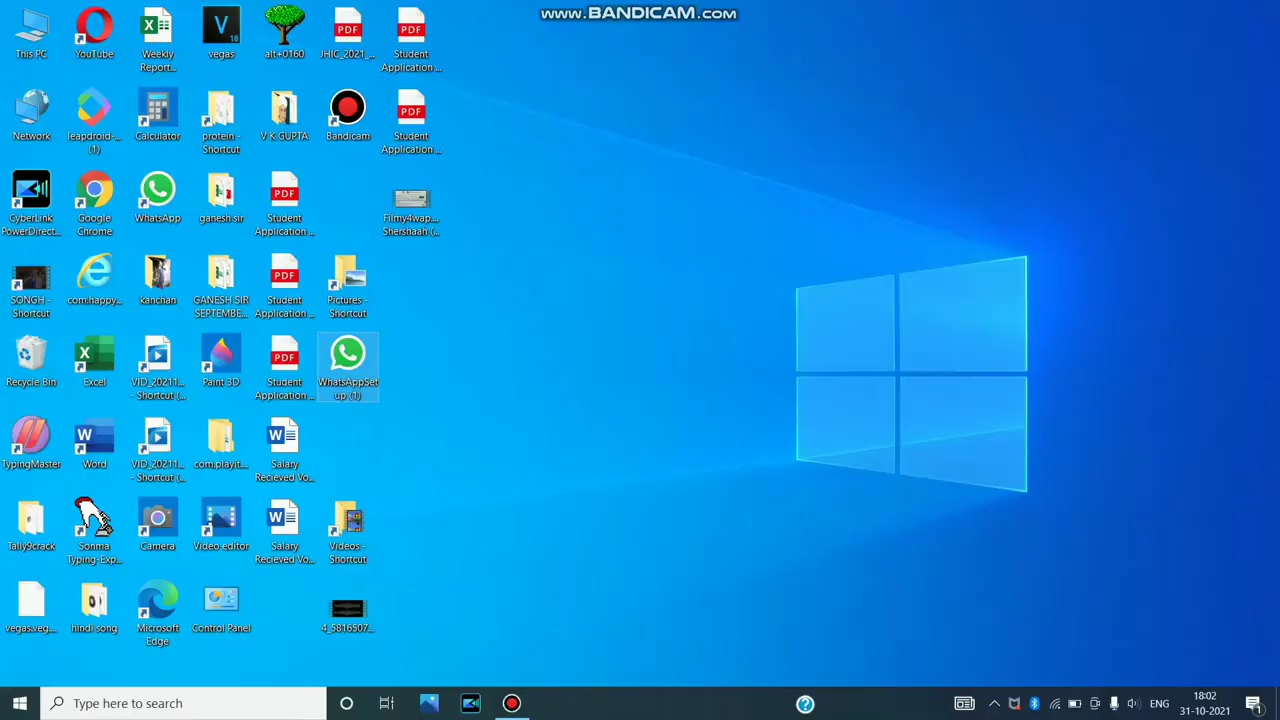 www.BANDICAM.com
This PC
YouTube
Weekly
Report...
vegas
alt+0160
JHIC_2021_...
Student
Application ...
Network
leapdroid-...
(1)
Calculator
protein -
Shortcut
V K GUPTA
Bandicam
Student
Application ...
CyberLink
PowerDirect...
Google
Chrome
WhatsApp
ganesh sir
Student
Application ...
Filmy4wap....
Shershaah (...
SONGH -
Shortcut
com.happy...
kanchan
GANESH SIR
SEPTEMBE...
Student
Application ...
Pictures -
Shortcut
Recycle Bin
Excel
VID_20211...
- Shortcut (...
Paint 3D
Student
Application ...
WhatsAppSet
up (1)
TypingMaster
Word
VID_20211...
- Shortcut (...
com.playit...
Salary
Recieved Vo...
Tally9crack
Sonma
Typing-Exp...
Camera
Video editor
Salary
Recieved Vo...
Videos -
Shortcut
vegas.veg....
hindi song
Microsoft
Edge
Control Panel
4_5816507...
Type here to search
ENG
18:02
31-10-2021